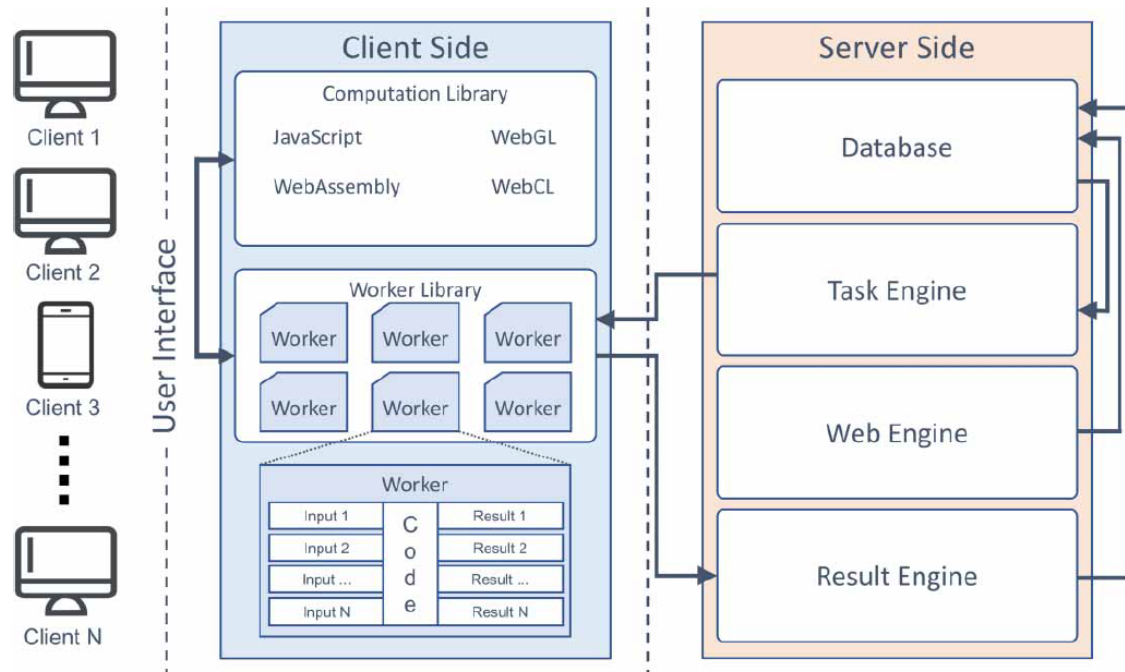 Client 1
Client 2
Client 3
Client N
User Interface
Client Side
Computation Library
JavaScript WebGL
WebAssembly WebCL
Worker Library
Worker Worker Worker
Worker Worker Worker
Worker
Input 1 Result 1
Input 2 Result 2
Input ... Result ...
Input N Result N
Code
Server Side
Database
Task Engine
Web Engine
Result Engine